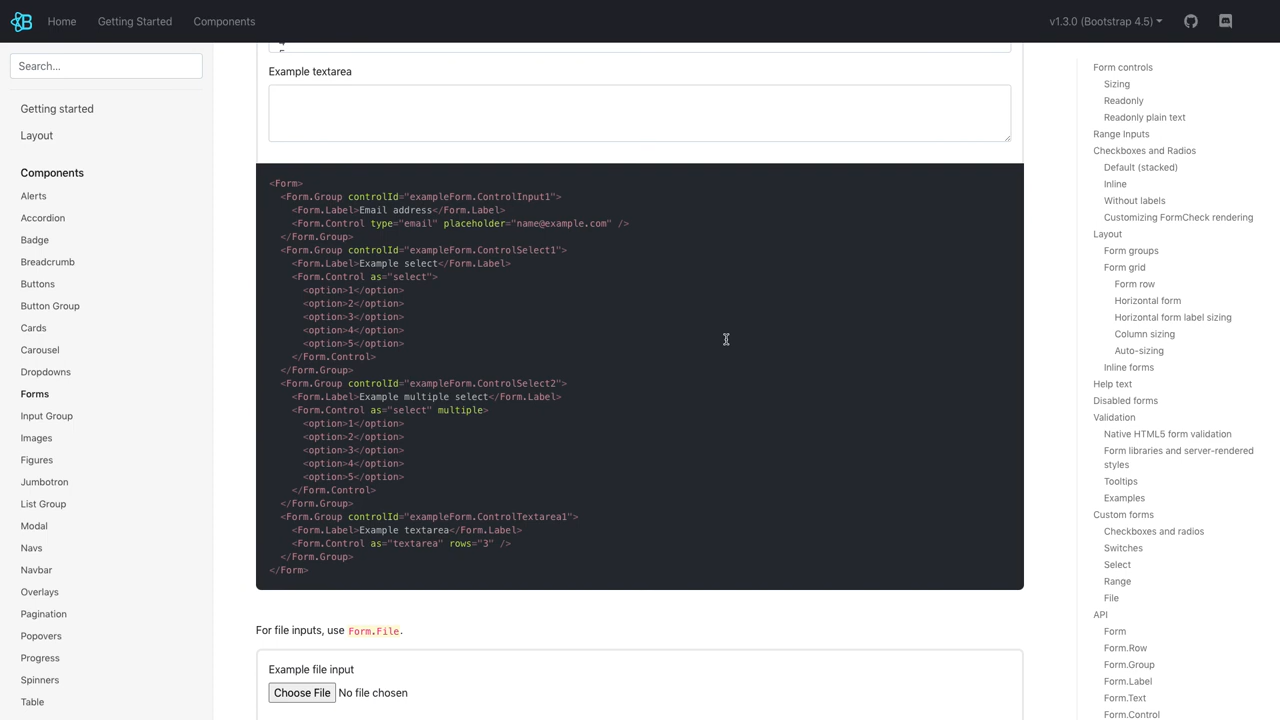 Home
Getting Started
Components
v1.3.0 (Bootstrap 4.5)
Search...
Getting started
Layout
Components
Alerts
Accordion
Badge
Breadcrumb
Buttons
Button Group
Cards
Carousel
Dropdowns
Forms
Input Group
Images
Figures
Jumbotron
List Group
Modal
Navs
Navbar
Overlays
Pagination
Popovers
Progress
Spinners
Table
Example textarea
<Form>
  <Form.Group controlId="exampleForm.ControlInput1">
    <Form.Label>Email address</Form.Label>
    <Form.Control type="email" placeholder="name@example.com" />
  </Form.Group>
  <Form.Group controlId="exampleForm.ControlSelect1">
    <Form.Label>Example select</Form.Label>
    <Form.Control as="select">
      <option>1</option>
      <option>2</option>
      <option>3</option>
      <option>4</option>
      <option>5</option>
    </Form.Control>
  </Form.Group>
  <Form.Group controlId="exampleForm.ControlSelect2">
    <Form.Label>Example multiple select</Form.Label>
    <Form.Control as="select" multiple>
      <option>1</option>
      <option>2</option>
      <option>3</option>
      <option>4</option>
      <option>5</option>
    </Form.Control>
  </Form.Group>
  <Form.Group controlId="exampleForm.ControlTextarea1">
    <Form.Label>Example textarea</Form.Label>
    <Form.Control as="textarea" rows="3" />
  </Form.Group>
</Form>
For file inputs, use Form.File.
Example file input
Choose File No file chosen
Form controls
Sizing
Readonly
Readonly plain text
Range Inputs
Checkboxes and Radios
Default (stacked)
Inline
Without labels
Customizing FormCheck rendering
Layout
Form groups
Form grid
Form row
Horizontal form
Horizontal form label sizing
Column sizing
Auto-sizing
Inline forms
Help text
Disabled forms
Validation
Native HTML5 form validation
Form libraries and server-rendered
styles
Tooltips
Examples
Custom forms
Checkboxes and radios
Switches
Select
Range
File
API
Form
Form.Row
Form.Group
Form.Label
Form.Text
Form.Control